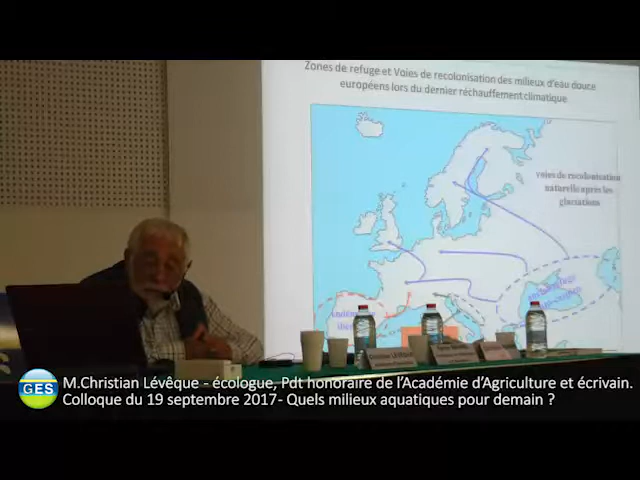 Zones de refuge et Voies de recolonisation des milieux d'eau douce
européens lors du dernier réchauffement climatique
voies de recolonisation
naturelle après les
glaciations
GES
M.Christian Lévêque - écologue, Pdt honoraire de l'Académie d'Agriculture et écrivain.
Colloque du 19 septembre 2017- Quels milieux aquatiques pour demain ?